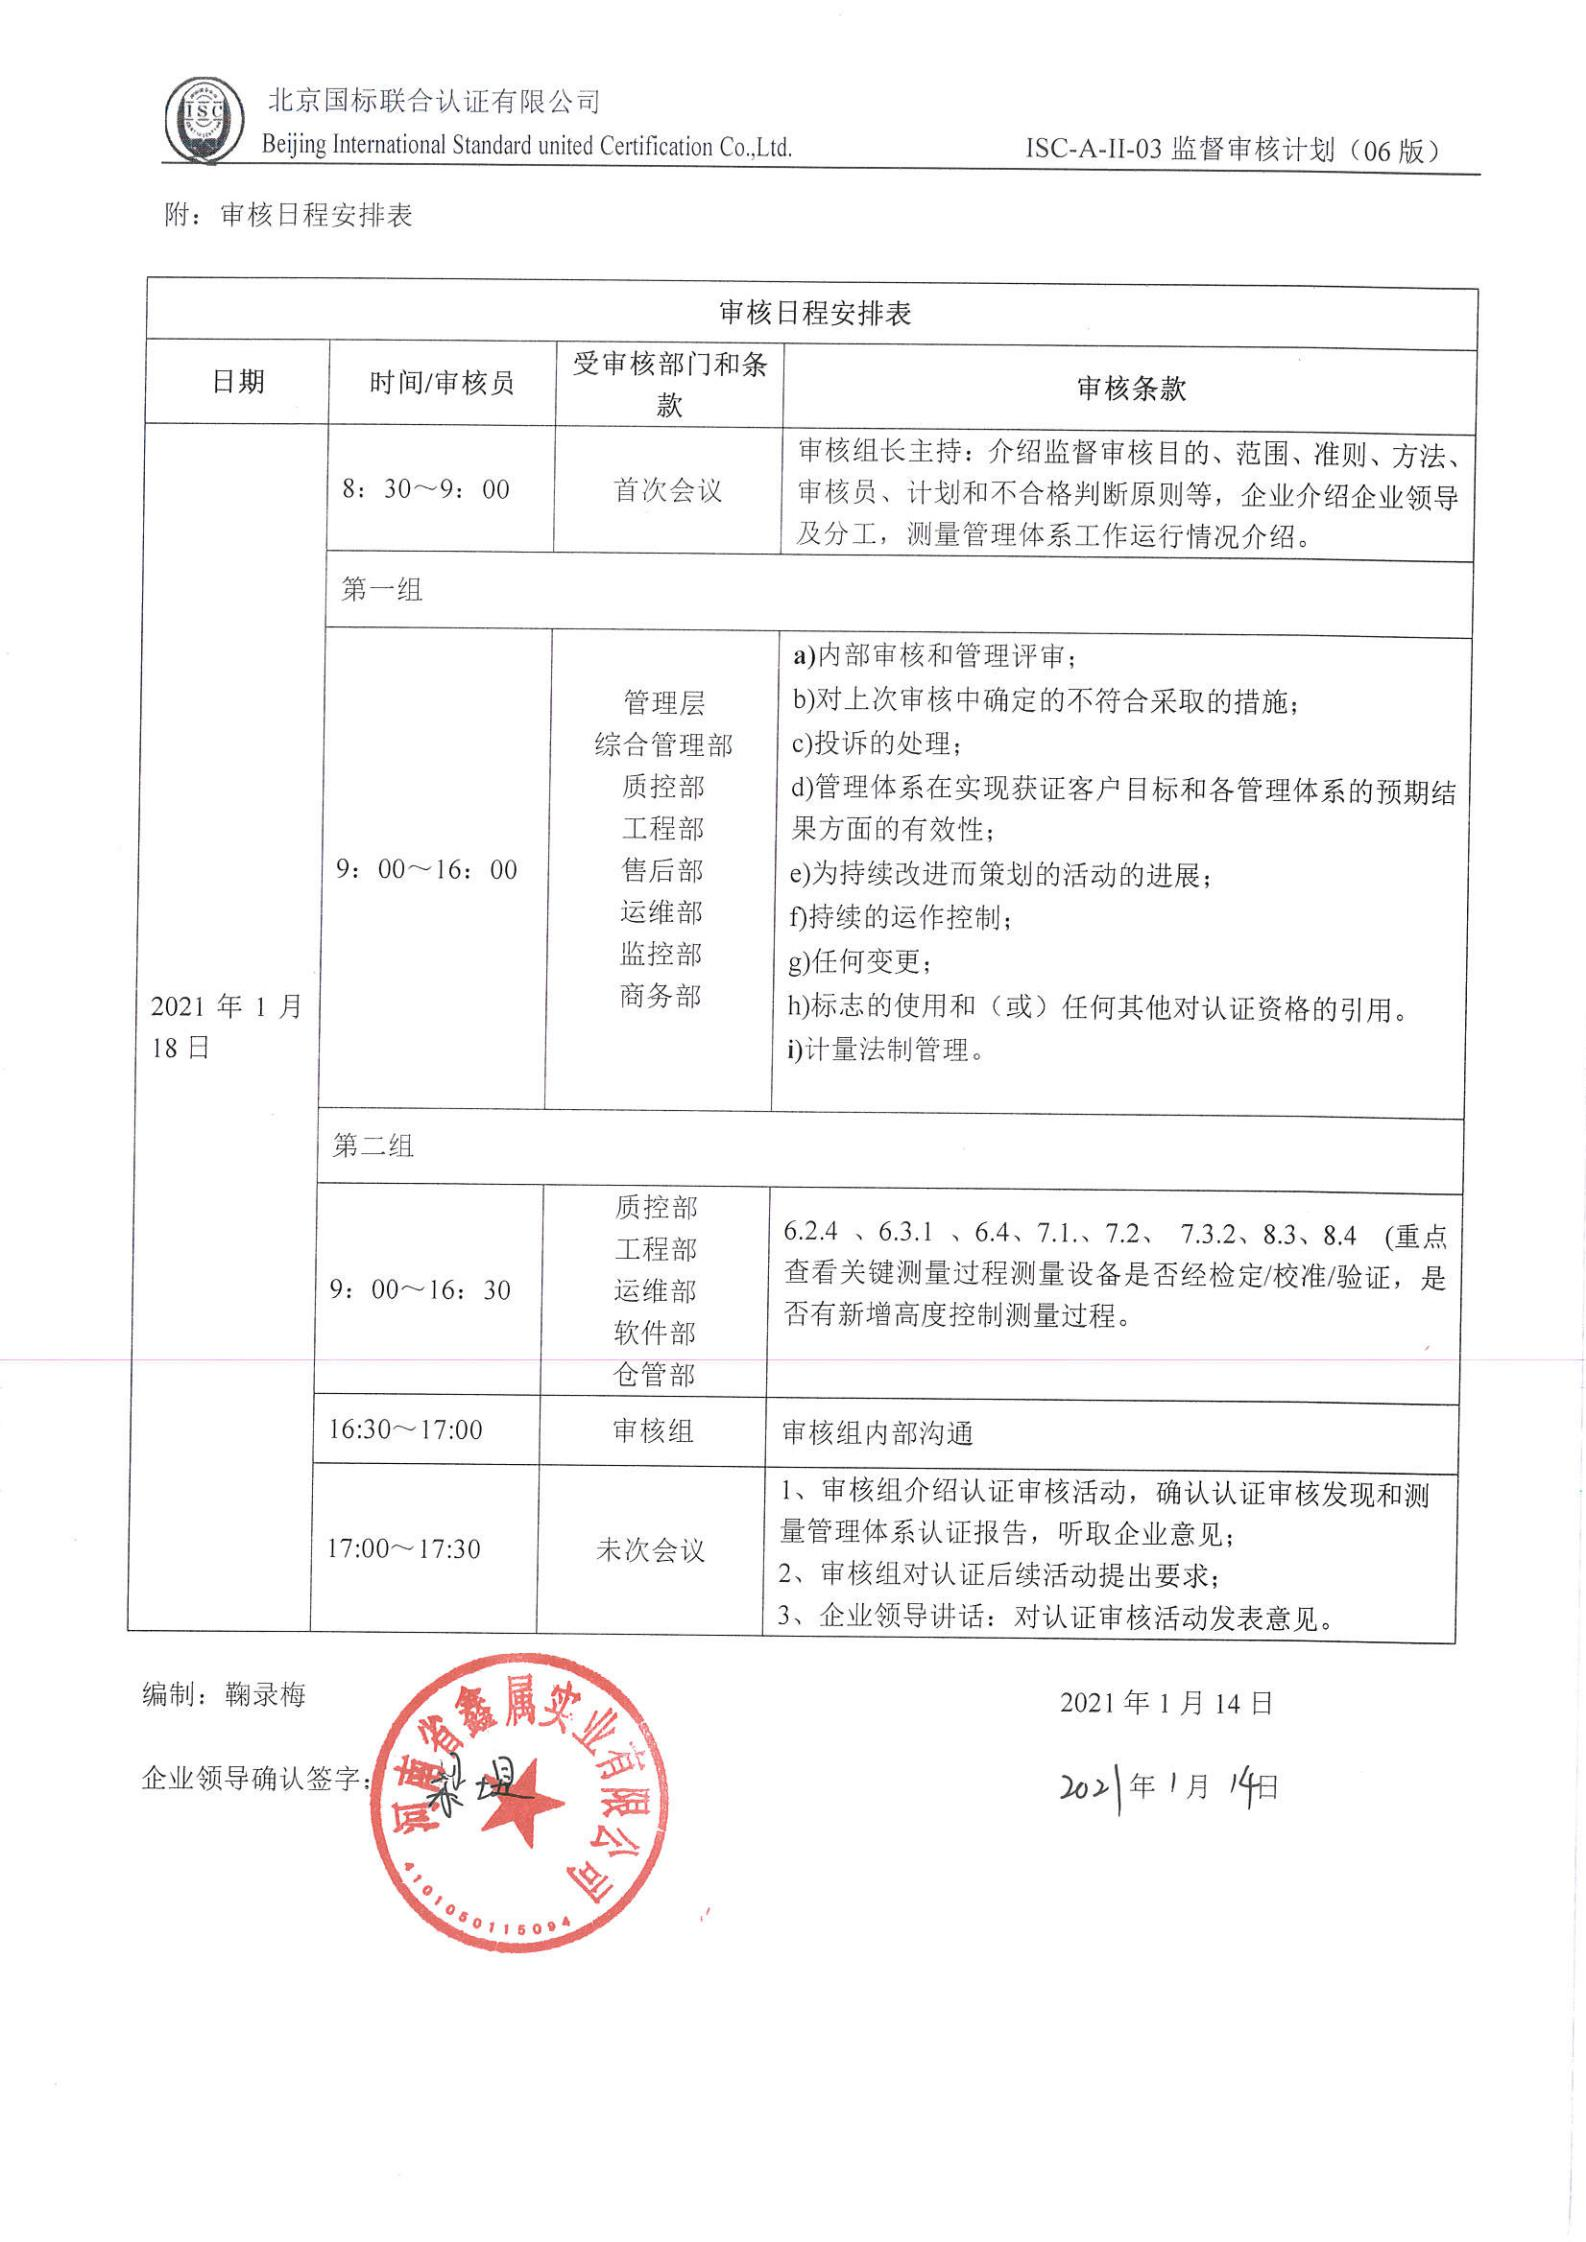 ISC
北京国标联合认证有限公司
Beijing International Standard united Certification Co.,Ltd.
ISC-A-II-03 监督审核计划（06 版）
附：审核日程安排表
审核日程安排表
日期
时间/审核员
受审核部门和条
款
审核条款
2021 年 1 月
18 日
8：30～9：00
首次会议
审核组长主持：介绍监督审核目的、范围、准则、方法、
审核员、计划和不合格判断原则等，企业介绍企业领导
及分工，测量管理体系工作运行情况介绍。
第一组
9：00～16：00
管理层
综合管理部
质控部
工程部
售后部
运维部
监控部
商务部
a)内部审核和管理评审；
b)对上次审核中确定的不符合采取的措施；
c)投诉的处理；
d)管理体系在实现获证客户目标和各管理体系的预期结
果方面的有效性；
e)为持续改进而策划的活动的进展；
f)持续的运作控制；
g)任何变更；
h)标志的使用和（或）任何其他对认证资格的引用。
i)计量法制管理。
第二组
9：00～16：30
质控部
工程部
运维部
软件部
仓管部
6.2.4 、6.3.1 、6.4、7.1.、7.2、 7.3.2、8.3、8.4 (重点
查看关键测量过程测量设备是否经检定/校准/验证，是
否有新增高度控制测量过程。
16:30～17:00
审核组
审核组内部沟通
17:00～17:30
未次会议
1、审核组介绍认证审核活动，确认认证审核发现和测
量管理体系认证报告，听取企业意见；
2、审核组对认证后续活动提出要求；
3、企业领导讲话：对认证审核活动发表意见。
编制：鞠录梅
2021 年 1 月 14 日
企业领导确认签字：
2021年 1 月 14日
河南省鑫属实业有限公司
4101050115094